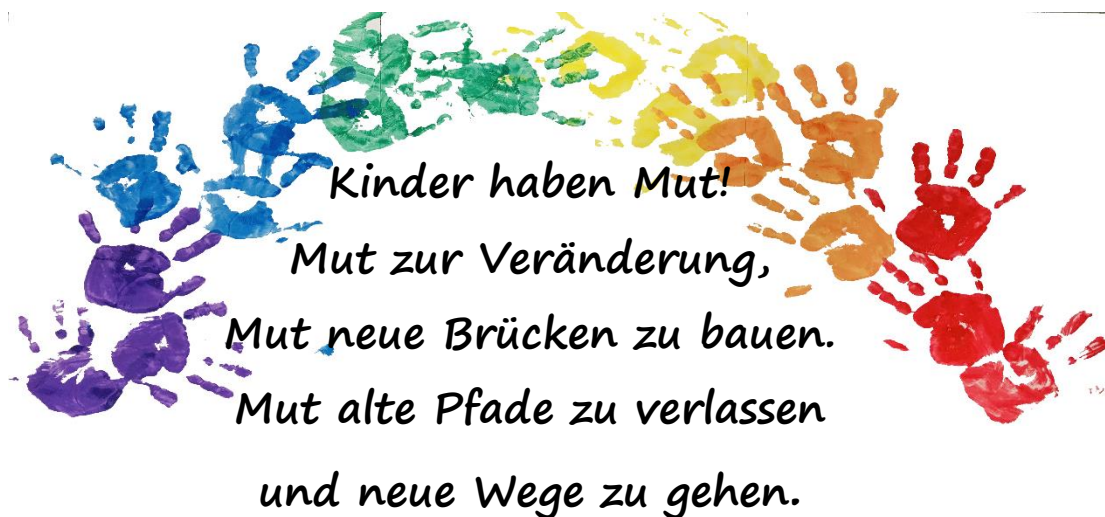 Kinder haben Mut!
Mut zur Veränderung,
Mut neue Brücken zu bauen.
Mut alte Pfade zu verlassen
und neue Wege zu gehen.